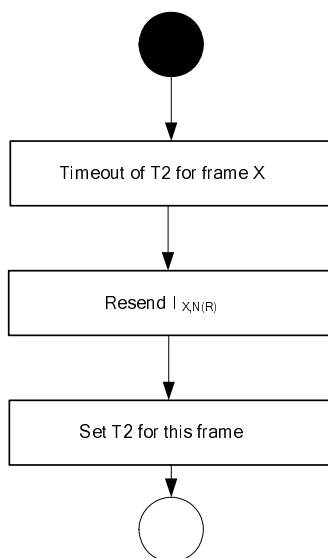 Timeout of T2 for frame X
Resend I X,N(R)
Set T2 for this frame